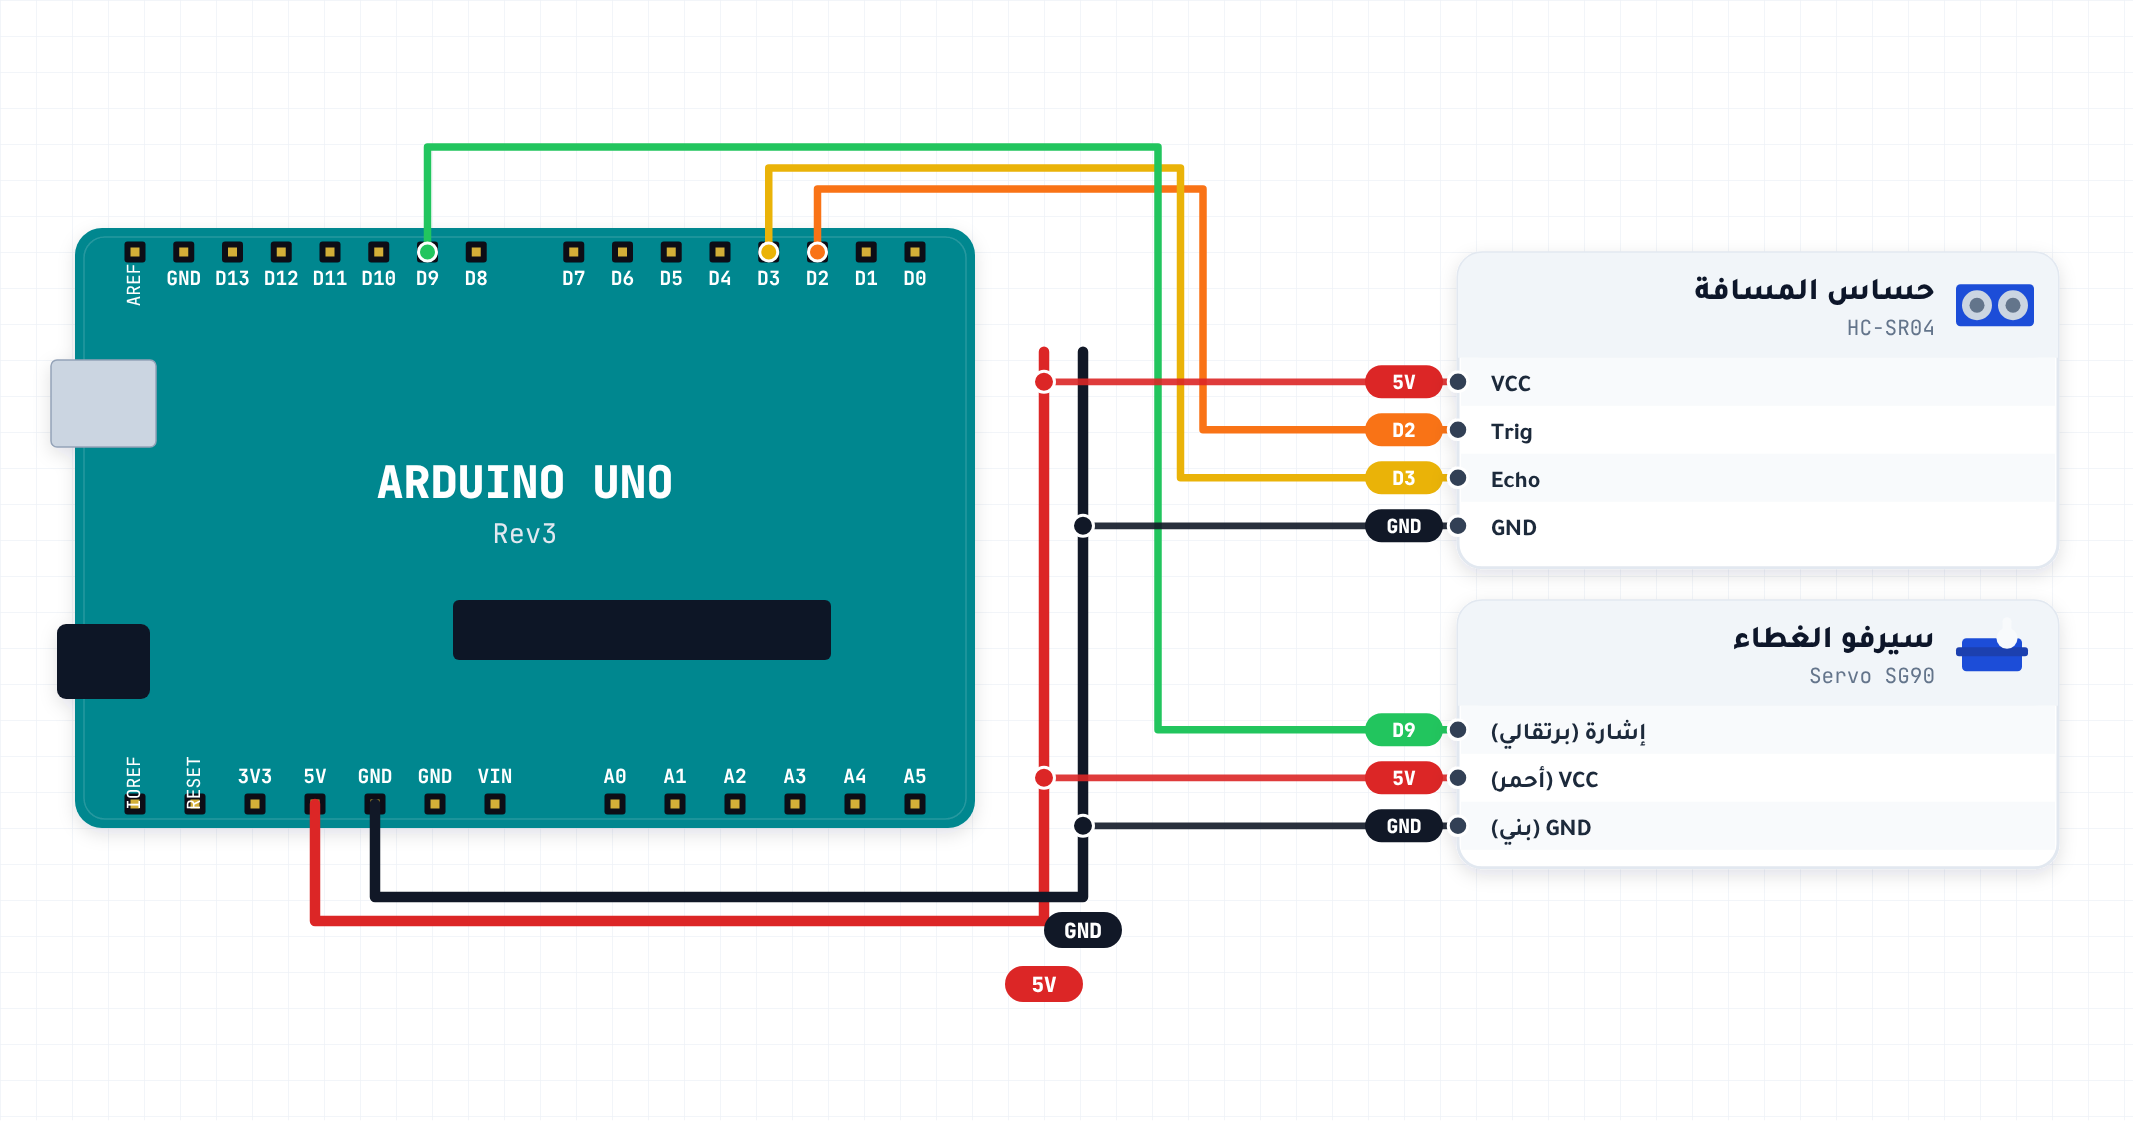 AREF GND D13 D12 D11 D10 D9 D8 D7 D6 D5 D4 D3 D2 D1 D0
ARDUINO UNO
Rev3
IOREF RESET 3V3 5V GND GND VIN A0 A1 A2 A3 A4 A5
GND
5V
حساس المسافة
HC-SR04
5V VCC
D2 Trig
D3 Echo
GND GND
سيرفو الغطاء
Servo SG90
D9 إشارة (برتقالي)
5V VCC (أحمر)
GND GND (بني)